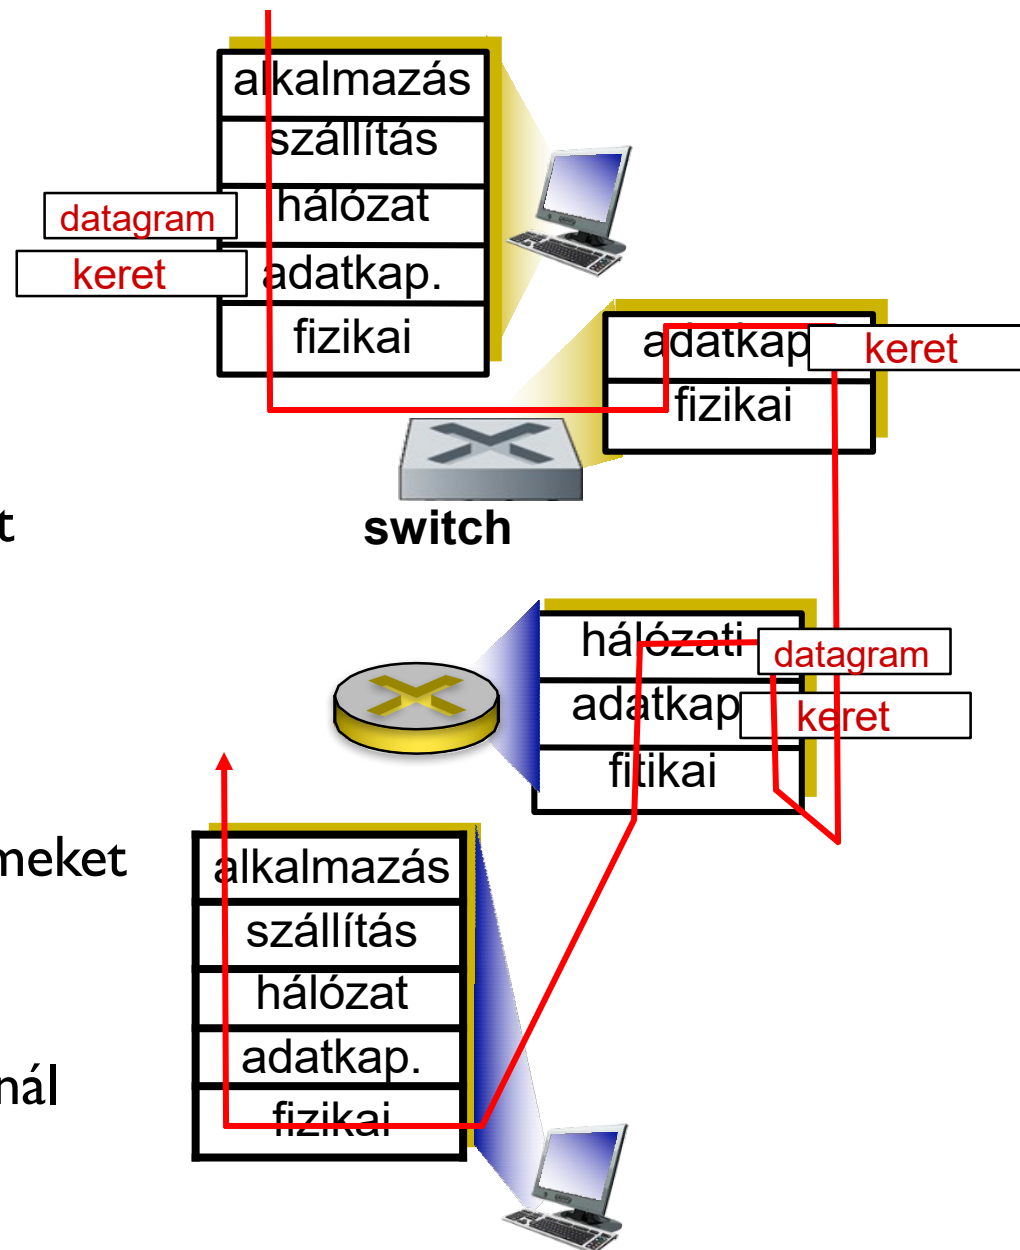 alkalmazás
szállítás
datagram
hálózat
keret
adatkap.
fizikai
adatkap
keret
fizikai
switch
t
hálózati
datagram
adatkap
keret
fitikai
meket
alkalmazás
szállítás
hálózat
adatkap.
nál
fizikai